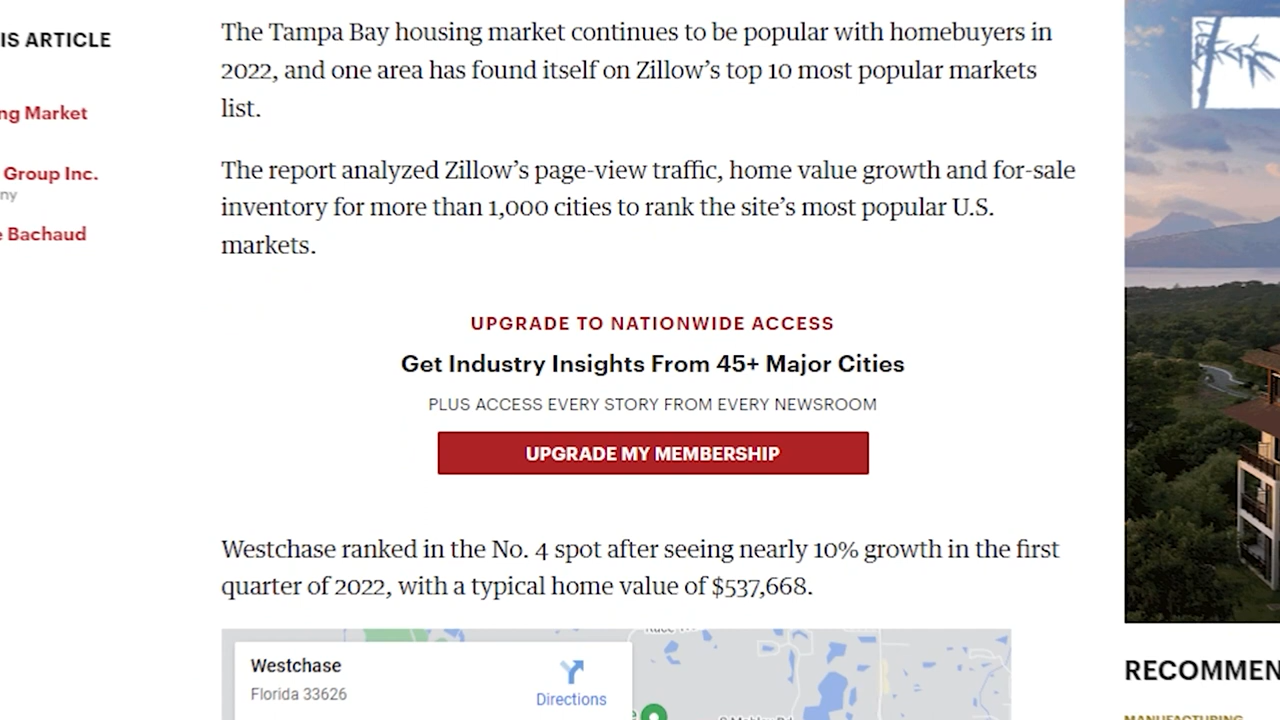 IS ARTICLE
ng Market
Group Inc.
ny
e Bachaud
The Tampa Bay housing market continues to be popular with homebuyers in
2022, and one area has found itself on Zillow’s top 10 most popular markets
list.
The report analyzed Zillow’s page-view traffic, home value growth and for-sale
inventory for more than 1,000 cities to rank the site’s most popular U.S.
markets.
UPGRADE TO NATIONWIDE ACCESS
Get Industry Insights From 45+ Major Cities
PLUS ACCESS EVERY STORY FROM EVERY NEWSROOM
UPGRADE MY MEMBERSHIP
Westchase ranked in the No. 4 spot after seeing nearly 10% growth in the first
quarter of 2022, with a typical home value of $537,668.
Westchase
Florida 33626
Directions
RECOMMEN
MANUFACTURING